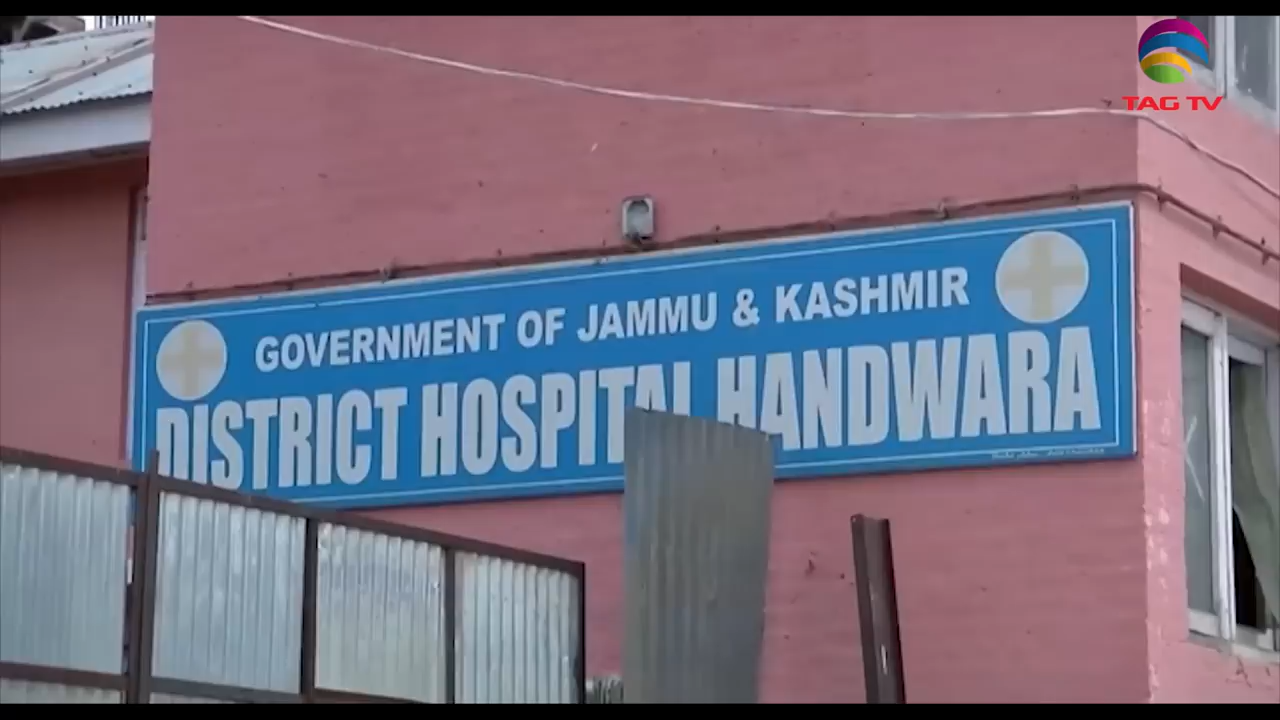 TAG TV
GOVERNMENT OF JAMMU & KASHMIR
DISTRICT HOSPITAL HANDWARA